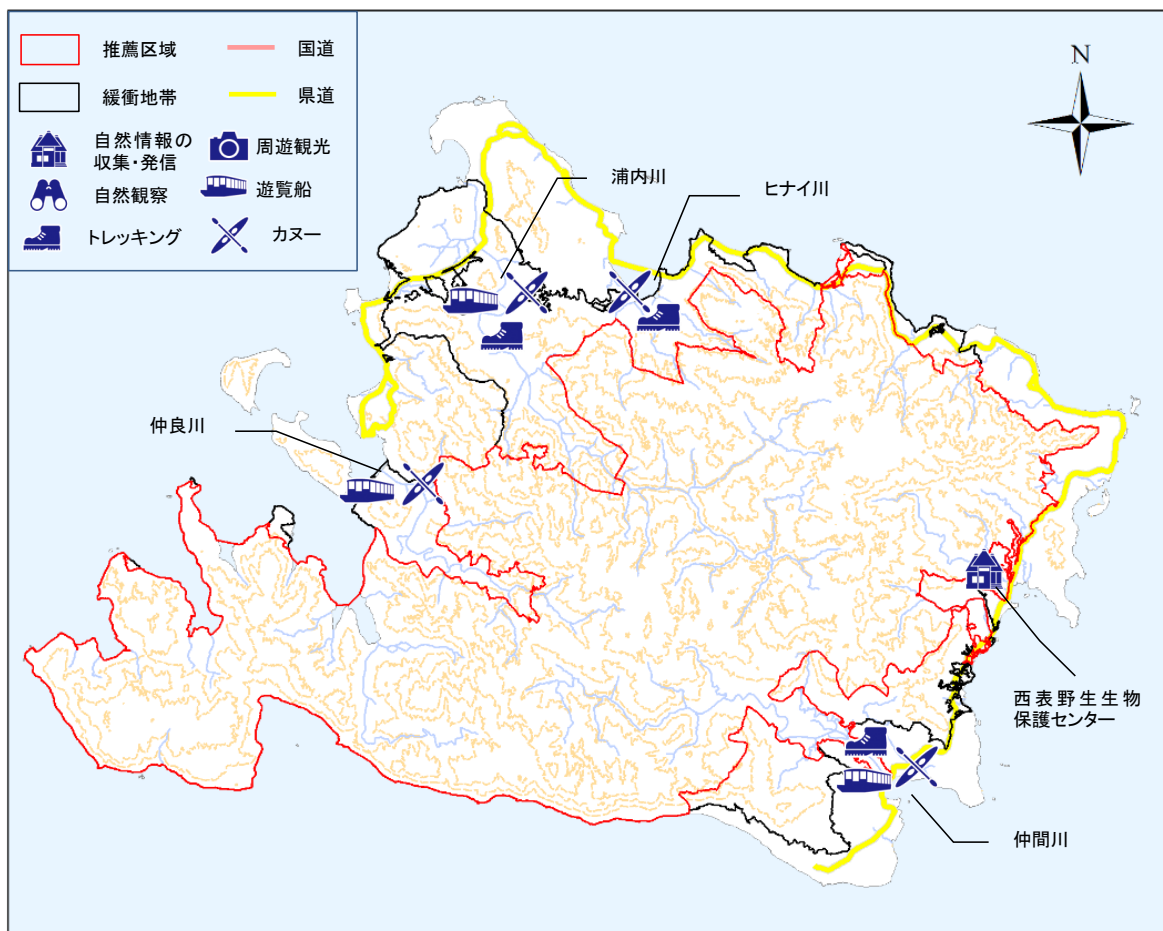 推薦区域
国道
緩衝地帯
県道
自然情報の
収集・発信
周遊観光
自然観察
遊覧船
トレッキング
カヌー
N
浦内川
ヒナイ川
仲良川
西表野生生物
保護センター
仲間川